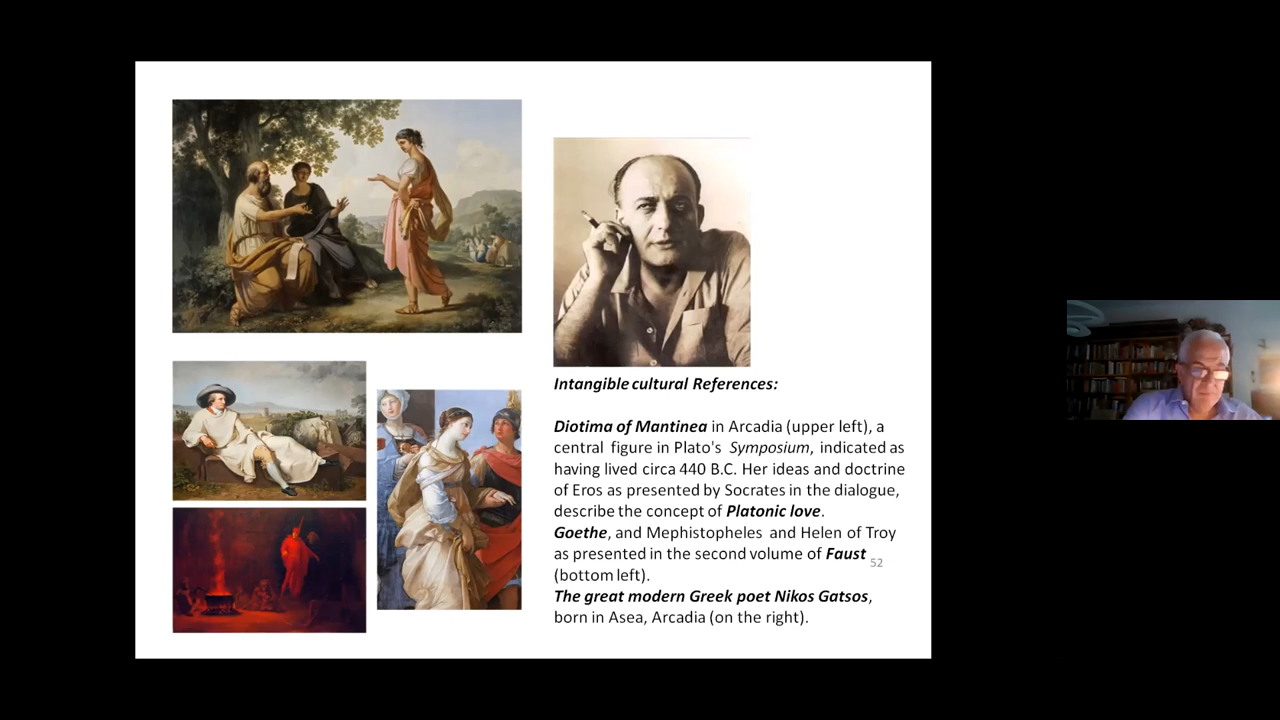 Intangible cultural References:
Diotima of Mantinea in Arcadia (upper left), a
central figure in Plato's Symposium, indicated as
having lived circa 440 B.C. Her ideas and doctrine
of Eros as presented by Socrates in the dialogue,
describe the concept of Platonic love.
Goethe, and Mephistopheles and Helen of Troy
as presented in the second volume of Faust
52
(bottom left).
The great modern Greek poet Nikos Gatsos,
born in Asea, Arcadia (on the right).